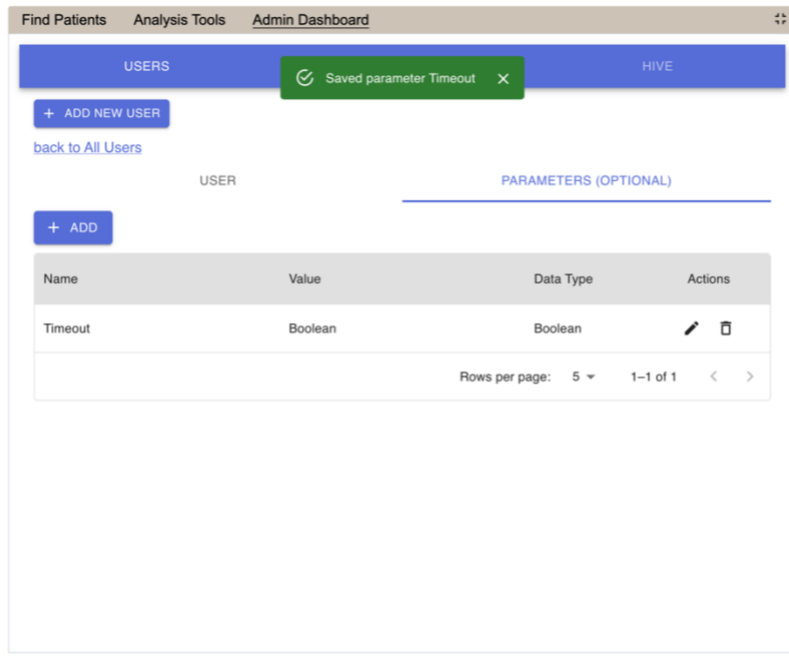 Find Patients Analysis Tools Admin Dashboard
USERS HIVE
Saved parameter Timeout
+ ADD NEW USER
back to All Users
USER PARAMETERS (OPTIONAL)
+ ADD
Name Value Data Type Actions
Timeout Boolean Boolean
Rows per page: 5 1–1 of 1